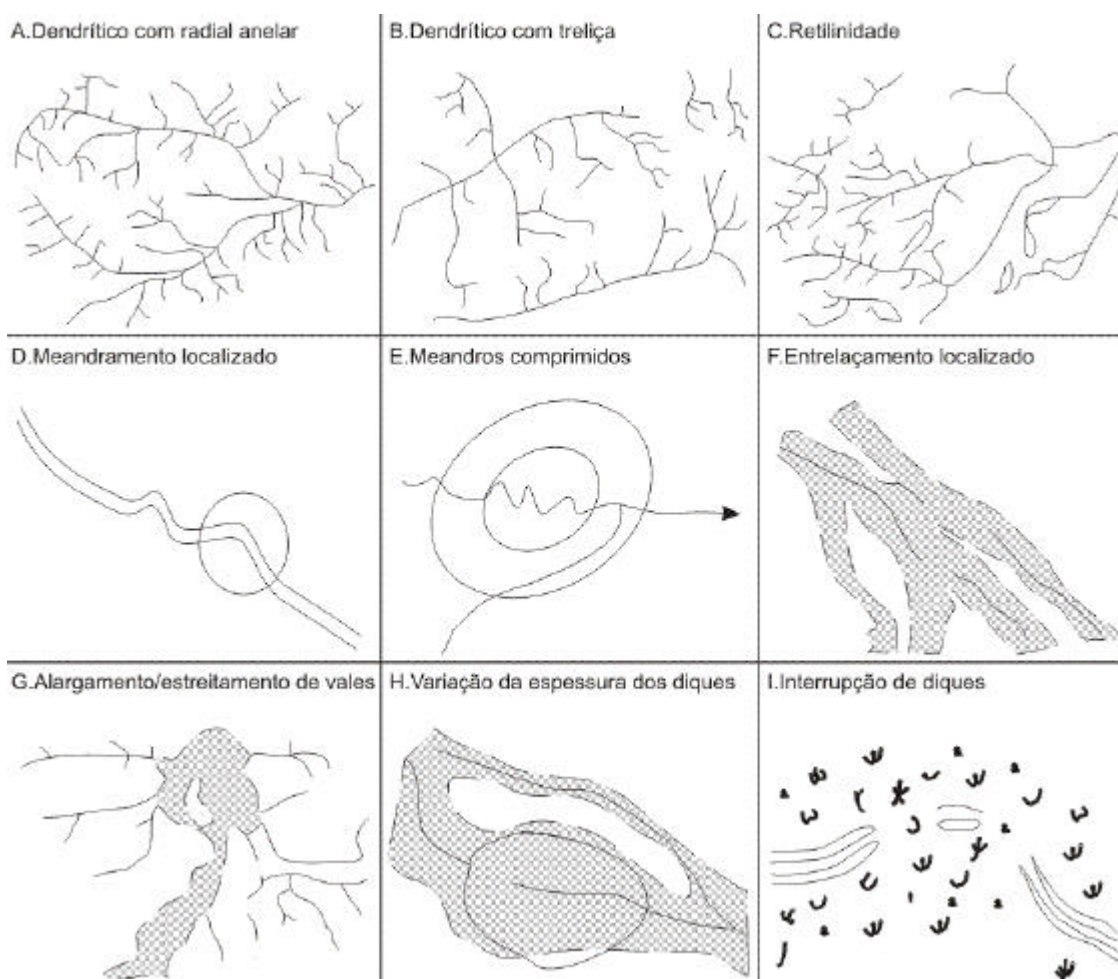 A.Dendrítico com radial anelar
B.Dendrítico com treliça
C.Retilinidade
D.Meandramento localizado
E.Meandros comprimidos
F.Entrelaçamento localizado
G.Alargamento/estreitamento de vales
H.Variação da espessura dos diques
I.Interrupção de diques